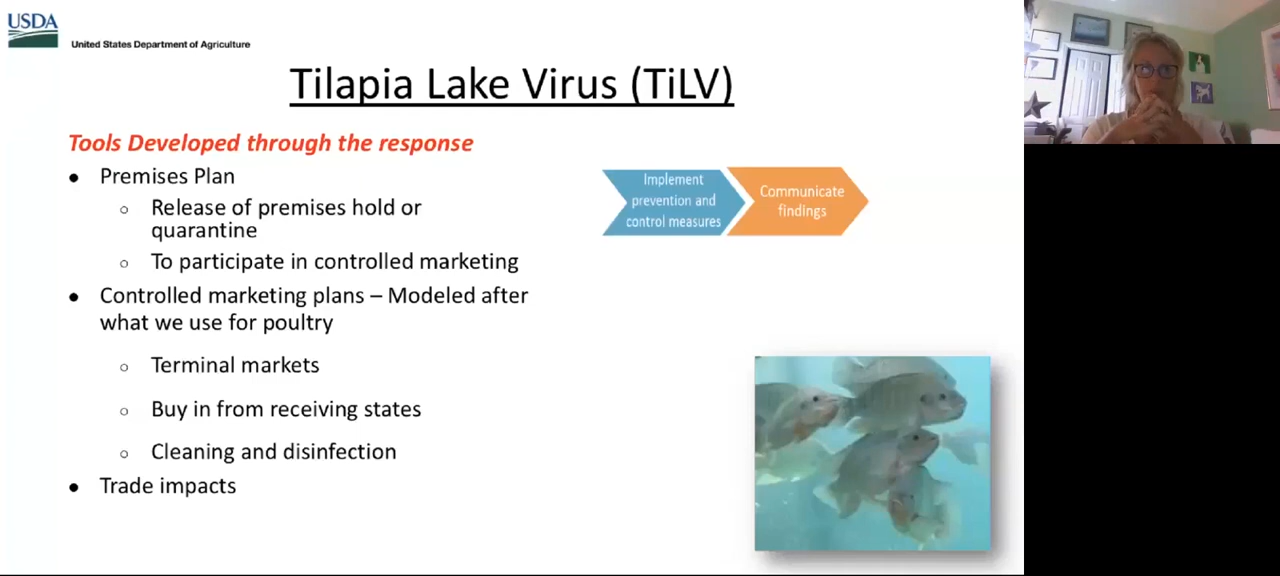 USDA
United States Department of Agriculture
Tilapia Lake Virus (TiLV)
Tools Developed through the response
● Premises Plan
○ Release of premises hold or
quarantine
○ To participate in controlled marketing
● Controlled marketing plans – Modeled after
what we use for poultry
○ Terminal markets
○ Buy in from receiving states
○ Cleaning and disinfection
● Trade impacts
Implement
prevention and
control measures
Communicate
findings